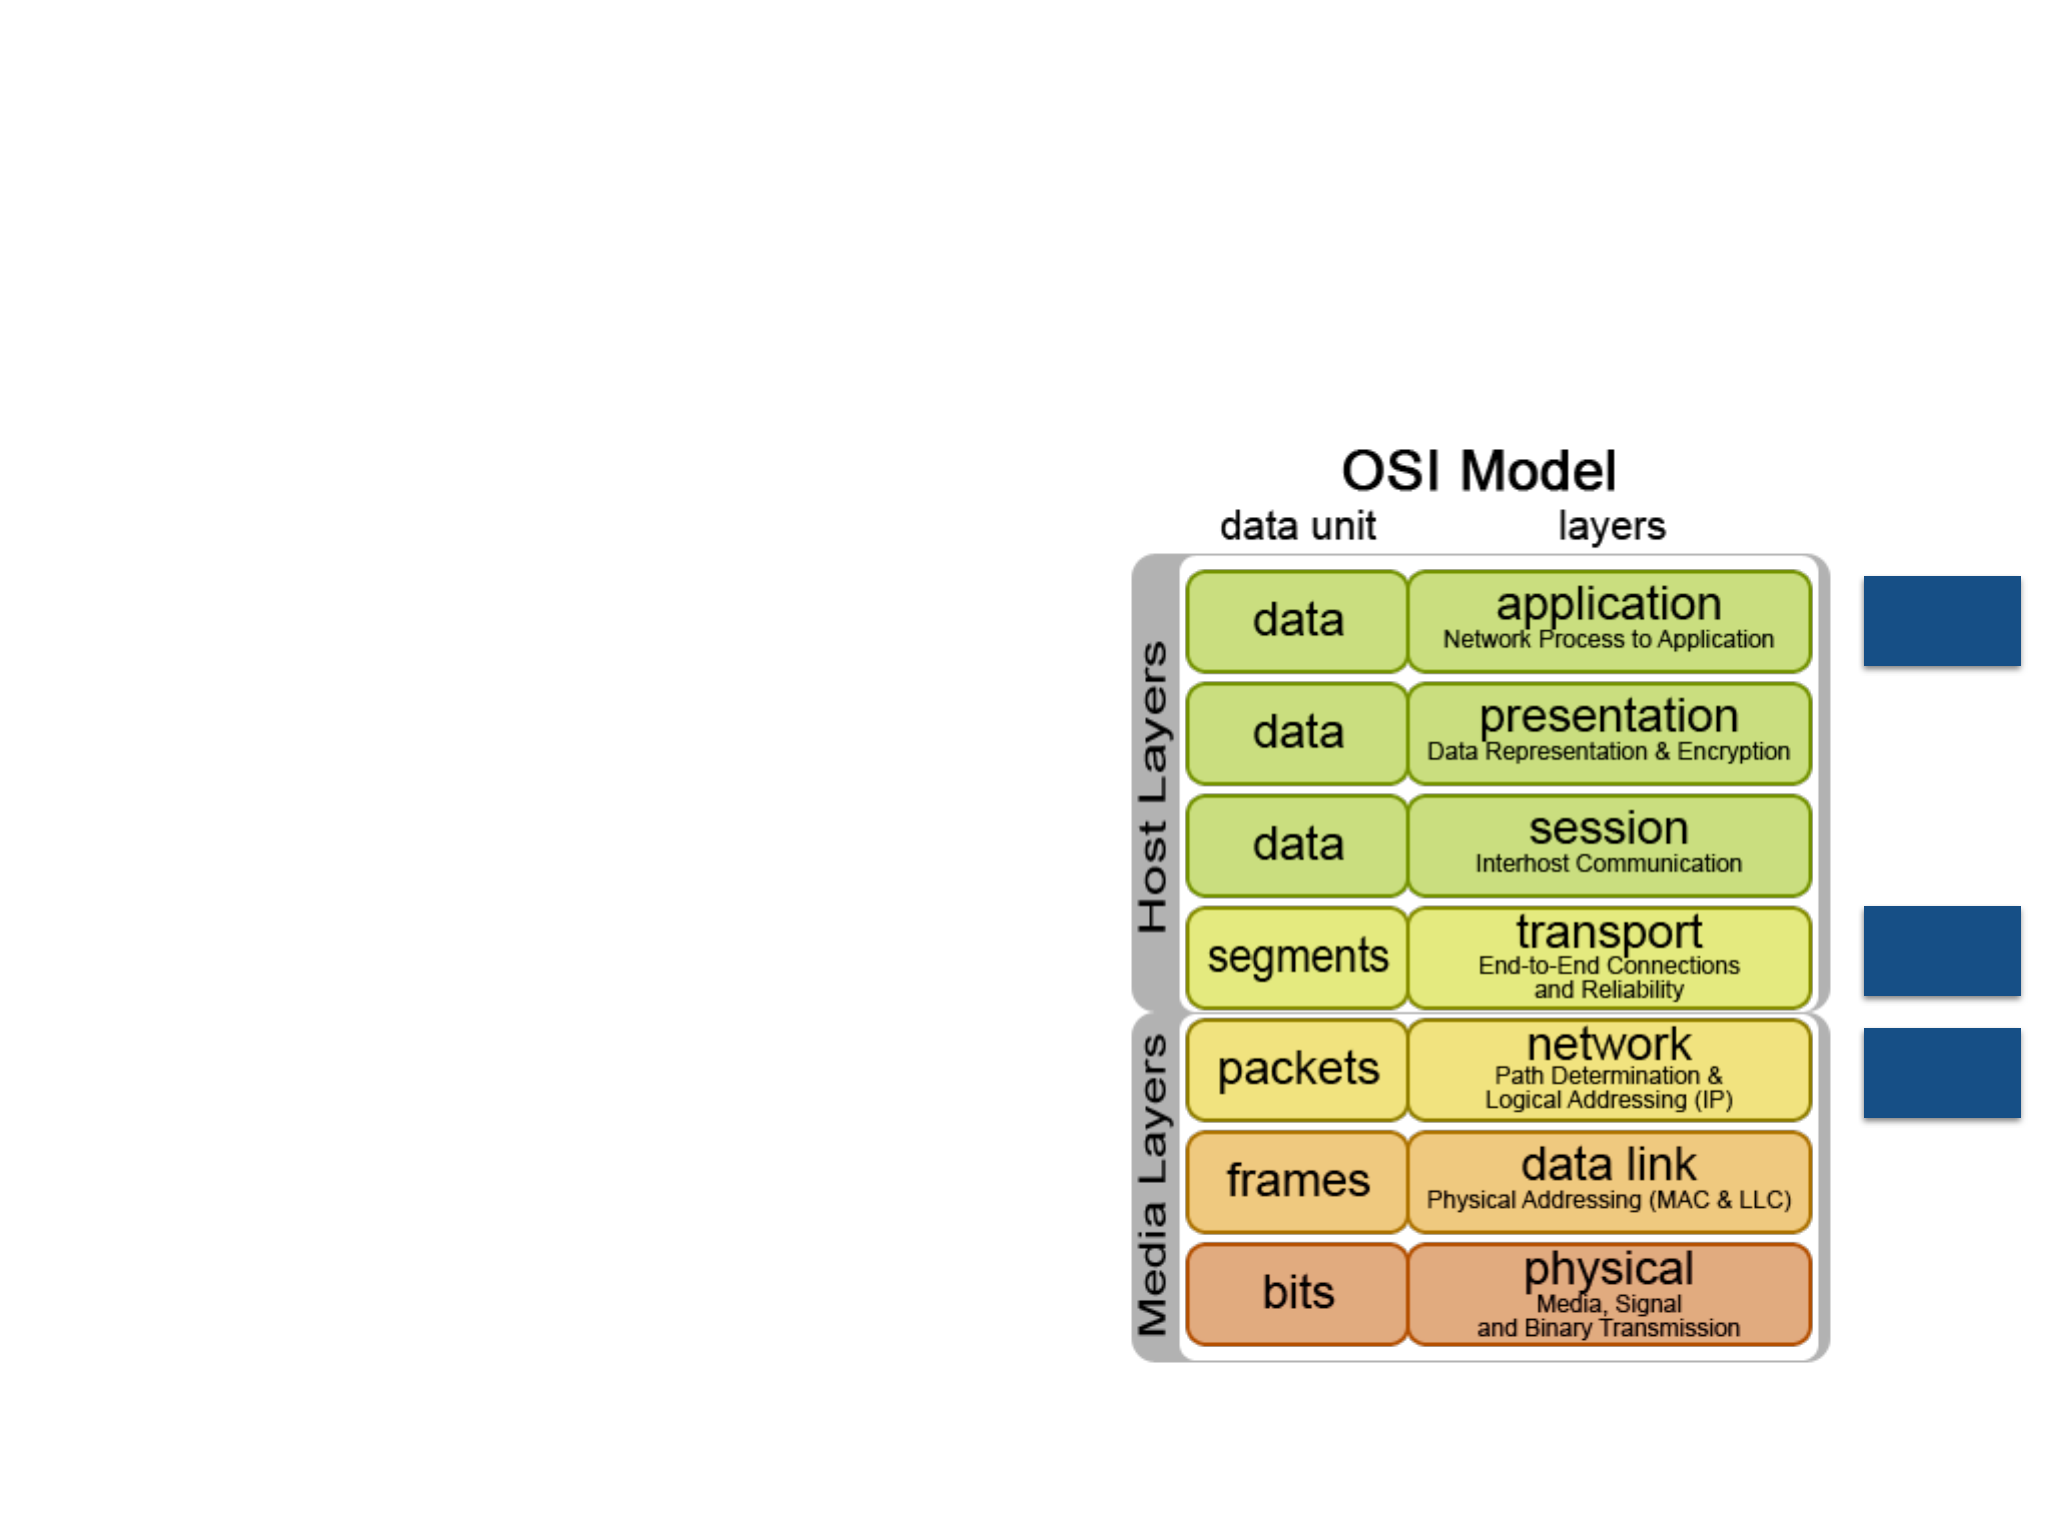 OSI Model
data unit layers
Host Layers
data application
Network Process to Application
data presentation
Data Representation & Encryption
data session
Interhost Communication
segments transport
End-to-End Connections
and Reliability
Media Layers
packets network
Path Determination &
Logical Addressing (IP)
frames data link
Physical Addressing (MAC & LLC)
bits physical
Media, Signal
and Binary Transmission